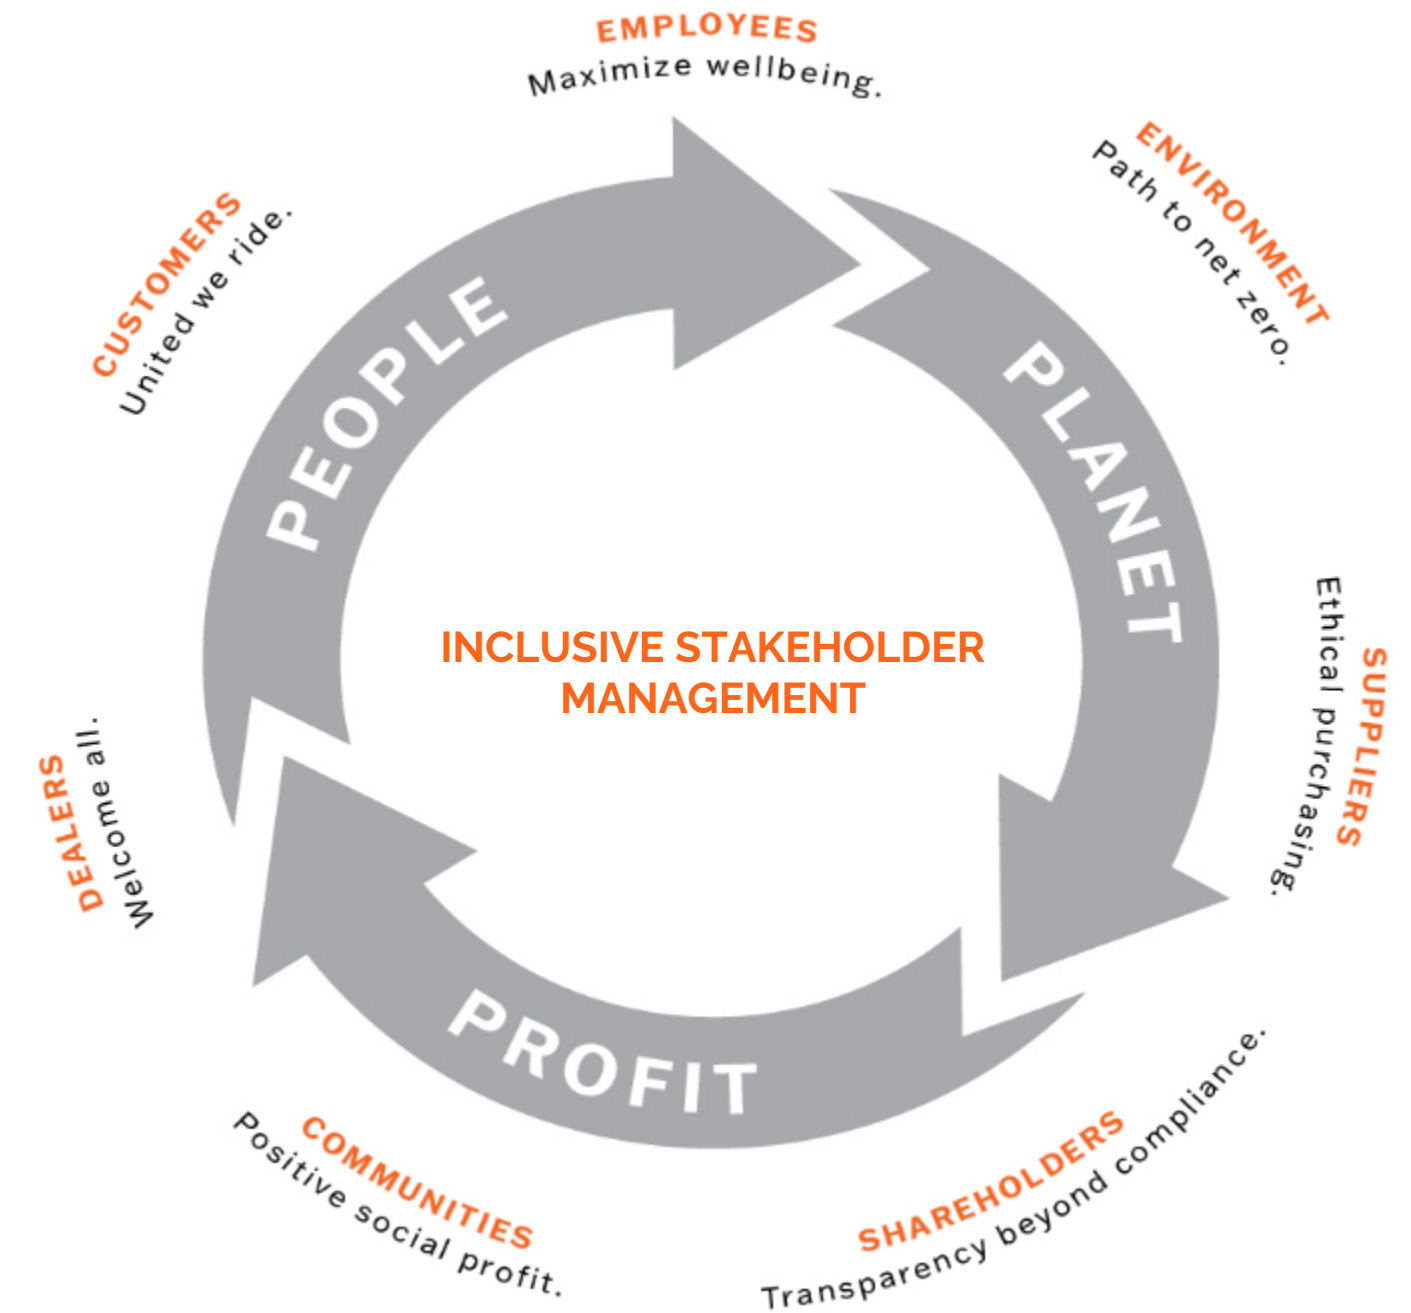 EMPLOYEES
Maximize wellbeing.
ENVIRONMENT
Path to net zero.
SUPPLIERS
Ethical purchasing.
SHAREHOLDERS
Transparency beyond compliance.
COMMUNITIES
Positive social profit.
DEALERS
Welcome all.
CUSTOMERS
United we ride.
PEOPLE
PLANET
PROFIT
INCLUSIVE STAKEHOLDER
MANAGEMENT